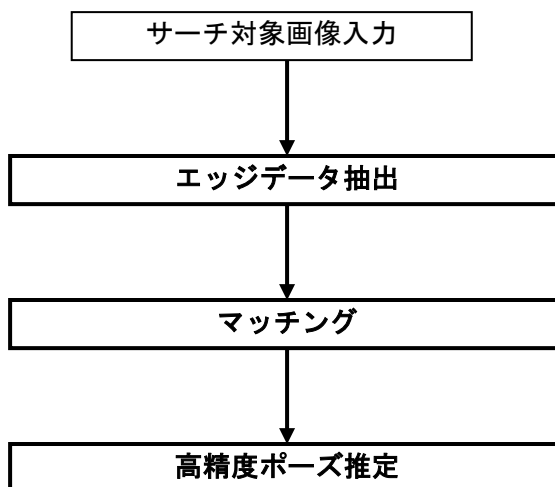 サーチ対象画像入力
エッジデータ抽出
マッチング
高精度ポーズ推定